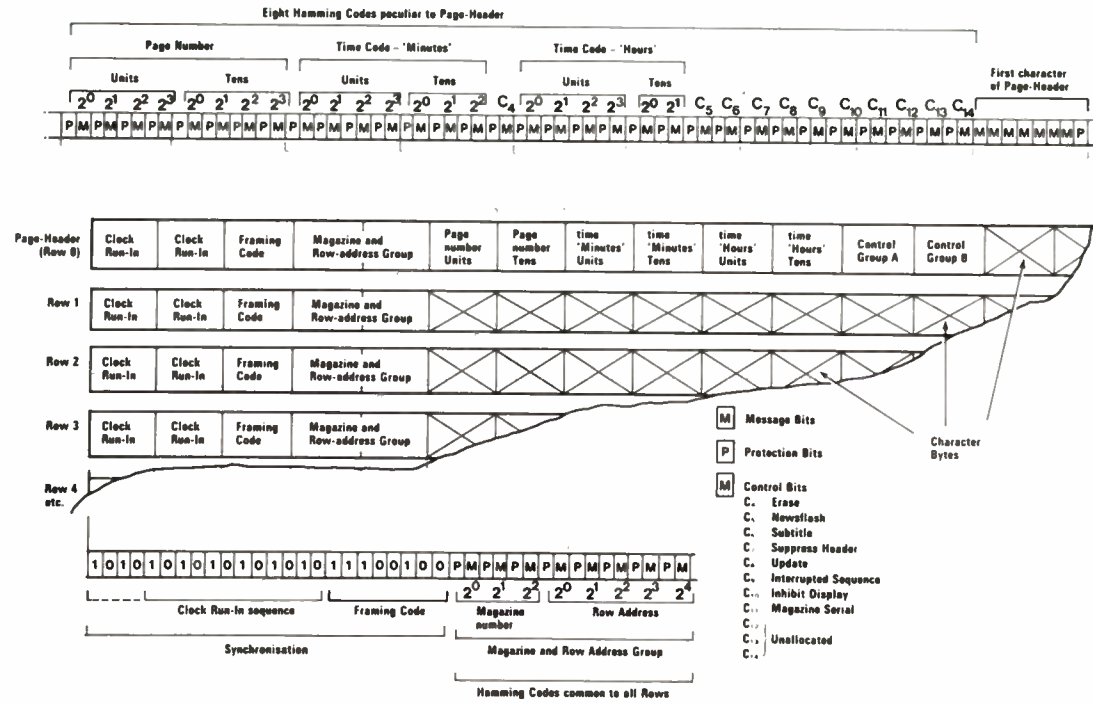 Eight Hamming Codes peculiar to Page-Header
Page Number Time Code - 'Minutes' Time Code - 'Hours'
Units Tens Units Tens Units Tens First character
of Page-Header
2⁰ 2¹ 2² 2³ 2⁰ 2¹ 2² 2³ 2⁰ 2¹ 2² 2³ 2⁰ 2¹ 2² C₄ 2⁰ 2¹ 2² 2³ 2⁰ 2¹ C₅ C₆ C₇ C₈ C₉ C₁₀ C₁₁ C₁₂ C₁₃ C₁₄
P M P M P M P M P M P M P M P M P M P M P M P M P M P M P M P M P M P M P M P M P M P M P M P M P M P M P M P M P M P M P M P M M M M M M M M P
Page-Header
(Row 0)
Clock Run-In
Clock Run-In
Framing Code
Magazine and Row-address Group
Page number Units
Page number Tens
time 'Minutes' Units
time 'Minutes' Tens
time 'Hours' Units
time 'Hours' Tens
Control Group A
Control Group B
Row 1
Clock Run-In
Clock Run-In
Framing Code
Magazine and Row-address Group
Row 2
Clock Run-In
Clock Run-In
Framing Code
Magazine and Row-address Group
Row 3
Clock Run-In
Clock Run-In
Framing Code
Magazine and Row-address Group
Row 4
etc.
Character
Bytes
M Message Bits
P Protection Bits
M Control Bits
C Erase
C Newsflash
C Subtitle
C Suppress Header
C Update
C Interrupted Sequence
C Inhibit Display
C Magazine Serial
C
C Unallocated
C
1 0 1 0 1 0 1 0 1 0 1 0 1 0 1 0 1 1 1 0 0 1 0 0 P M P M P M P M P M P M P M P M
2⁰ 2¹ 2² 2⁰ 2¹ 2² 2³ 2⁴
Clock Run-In sequence Framing Code Magazine number Row Address
Synchronisation Magazine and Row Address Group
Hamming Codes common to all Rows